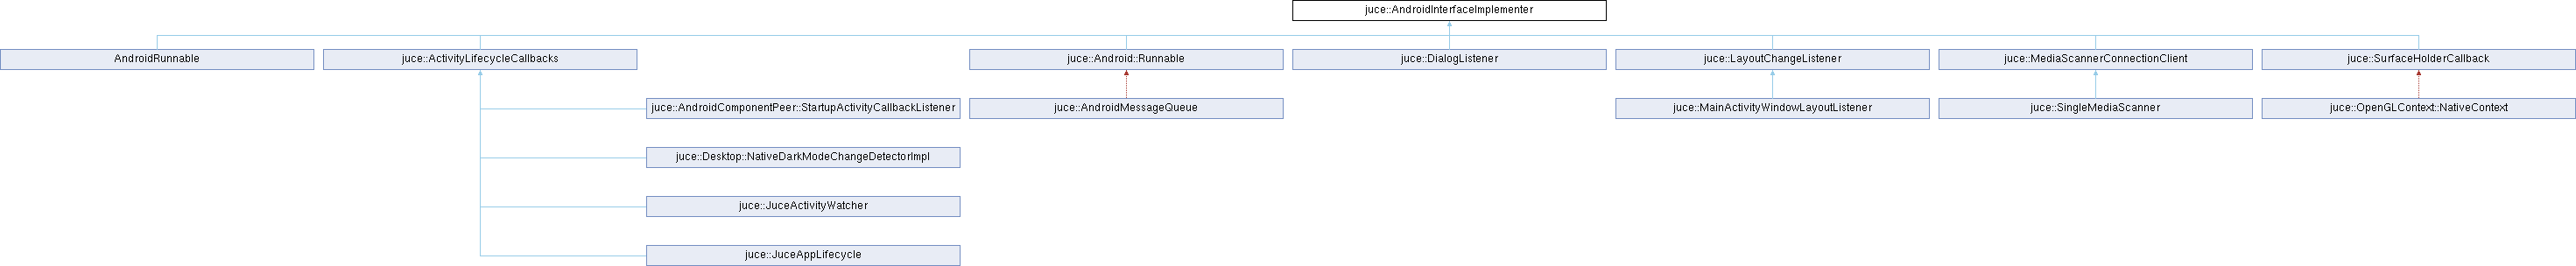 juce::AndroidInterfaceImplementer
AndroidRunnable
juce::ActivityLifecycleCallbacks
juce::Android::Runnable
juce::DialogListener
juce::LayoutChangeListener
juce::MediaScannerConnectionClient
juce::SurfaceHolderCallback
juce::AndroidComponentPeer::StartupActivityCallbackListener
juce::AndroidMessageQueue
juce::MainActivityWindowLayoutListener
juce::SingleMediaScanner
juce::OpenGLContext::NativeContext
juce::Desktop::NativeDarkModeChangeDetectorImpl
juce::JuceActivityWatcher
juce::JuceAppLifecycle